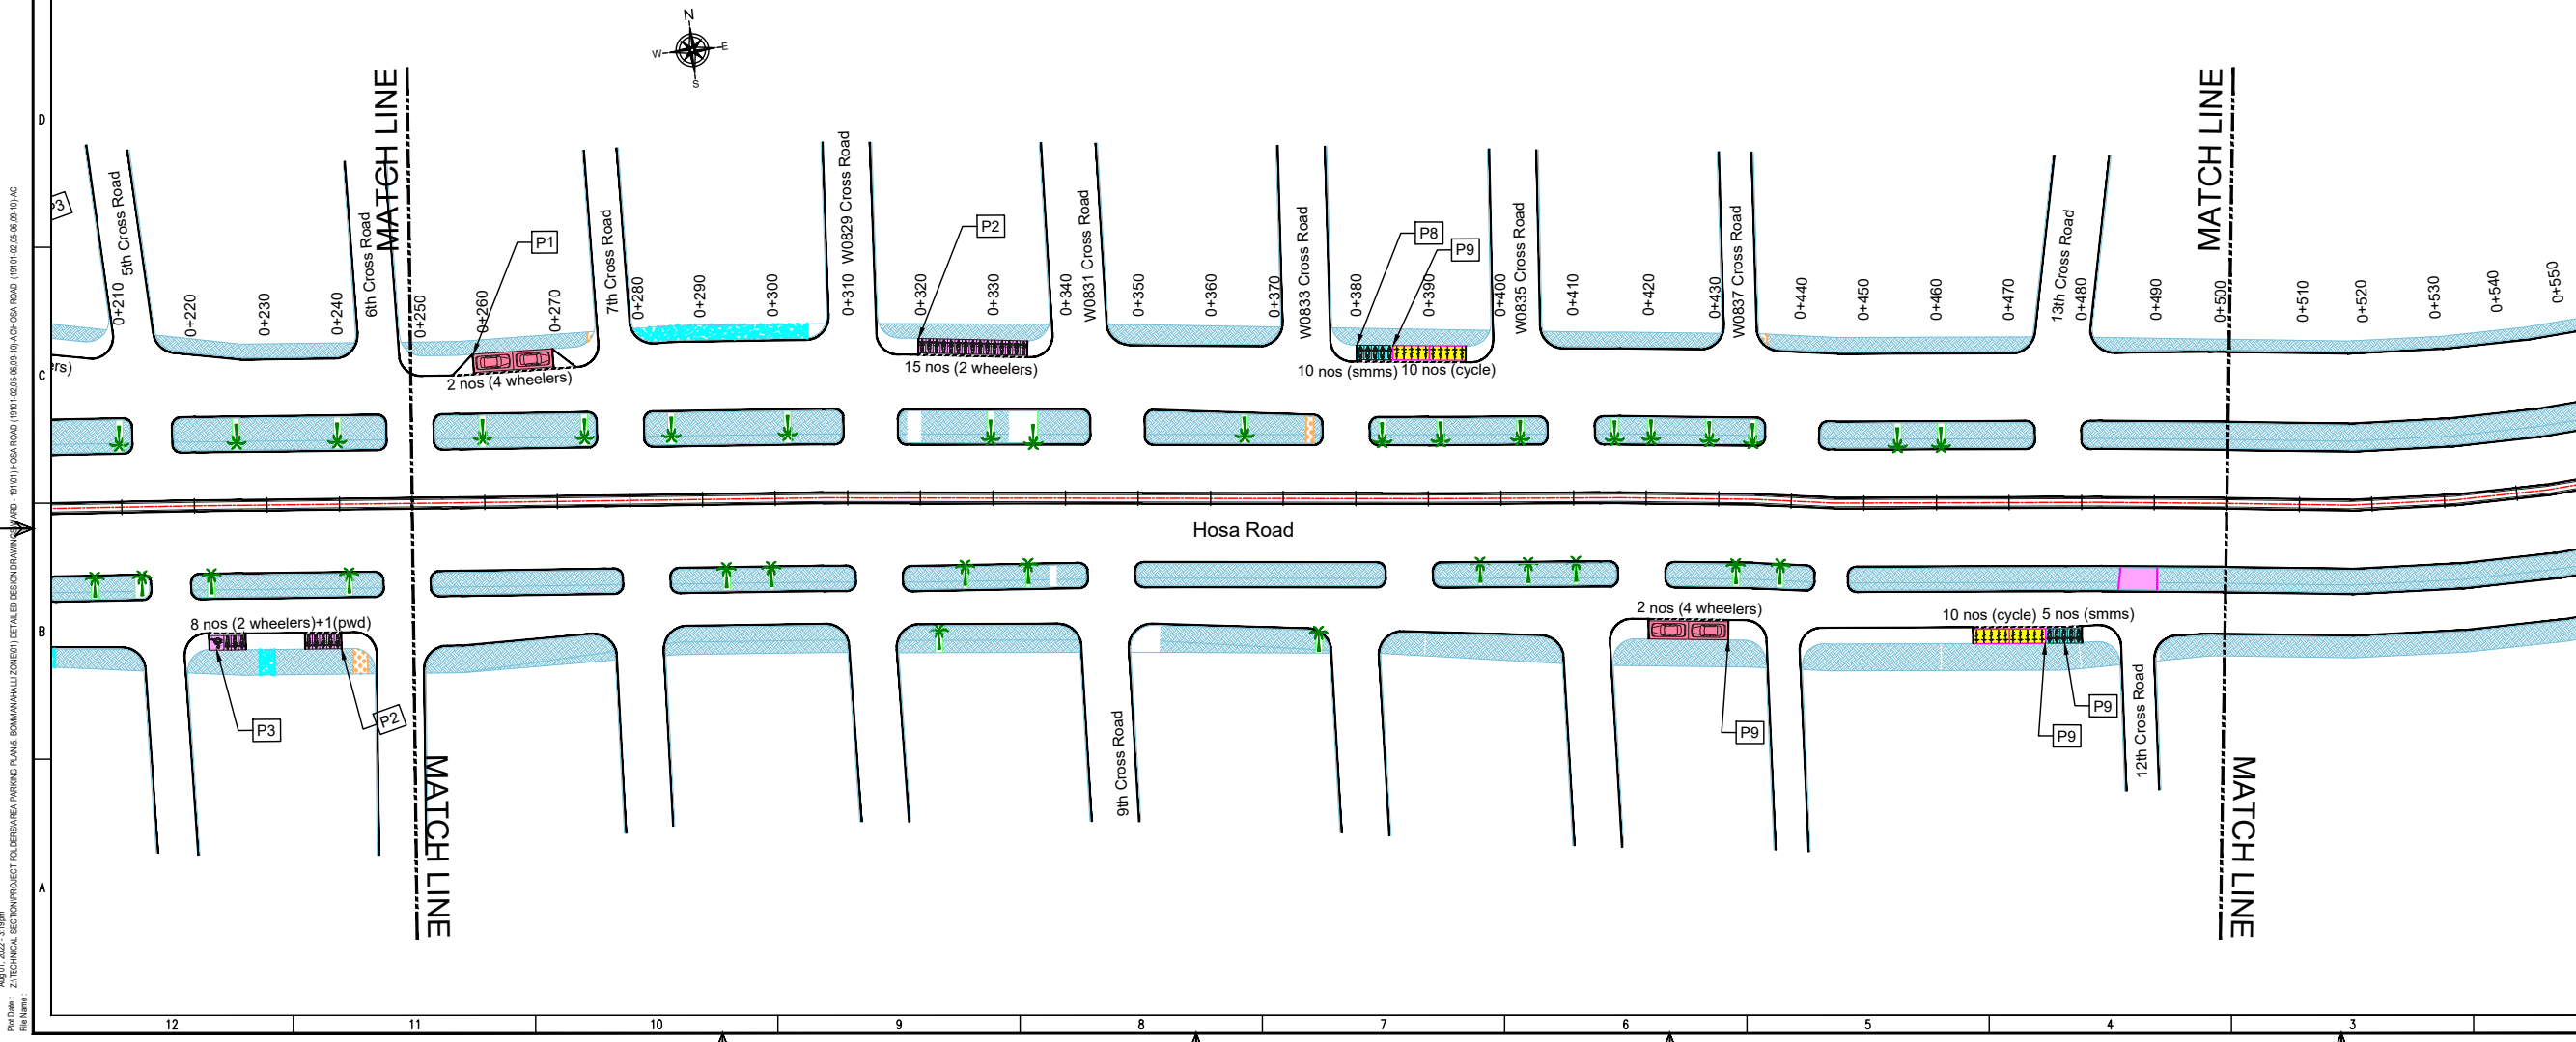 N
W
E
S
D
C
B
A
MATCH LINE
MATCH LINE
5th Cross Road
6th Cross Road
7th Cross Road
W0829 Cross Road
W0831 Cross Road
W0833 Cross Road
W0835 Cross Road
W0837 Cross Road
13th Cross Road
P1
P2
P8
P9
0+210
0+220
0+230
0+240
0+250
0+260
0+270
0+280
0+290
0+300
0+310
0+320
0+330
0+340
0+350
0+360
0+370
0+380
0+390
0+400
0+410
0+420
0+430
0+440
0+450
0+460
0+470
0+480
0+490
0+500
0+510
0+520
0+530
0+540
0+550
2 nos (4 wheelers)
15 nos (2 wheelers)
10 nos (smms)
10 nos (cycle)
Hosa Road
8 nos (2 wheelers)+1(pwd)
2 nos (4 wheelers)
10 nos (cycle)
5 nos (smms)
P3
P2
P9
P9
P9
9th Cross Road
12th Cross Road
MATCH LINE
MATCH LINE
12
11
10
9
8
7
6
5
4
3
Plot Date :
File Name :